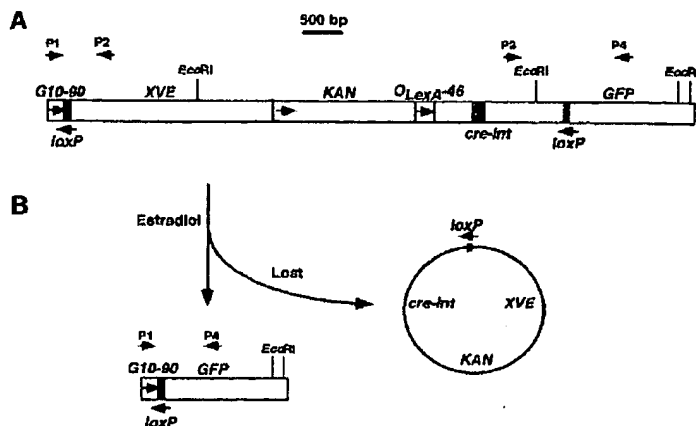 A
500 bp
P1 P2 P3 P4
EcoRI EcoRI EcoRI
G10-90 XVE KAN OLexA-46 GFP
loxP cre-int loxP
B
Estradiol
Lost
loxP
cre-int XVE
KAN
P1 P4
EcoRI
G10-90 GFP
loxP